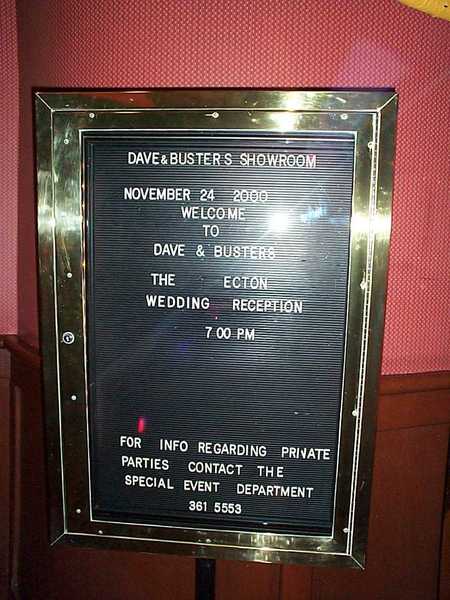 DAVE & BUSTER S SHOWROOM
NOVEMBER 24 2000
WELCOME
TO
DAVE & BUSTERS
THE ECTON
WEDDING RECEPTION
7 00 PM
FOR INFO REGARDING PRIVATE
PARTIES CONTACT THE
SPECIAL EVENT DEPARTMENT
361 5553